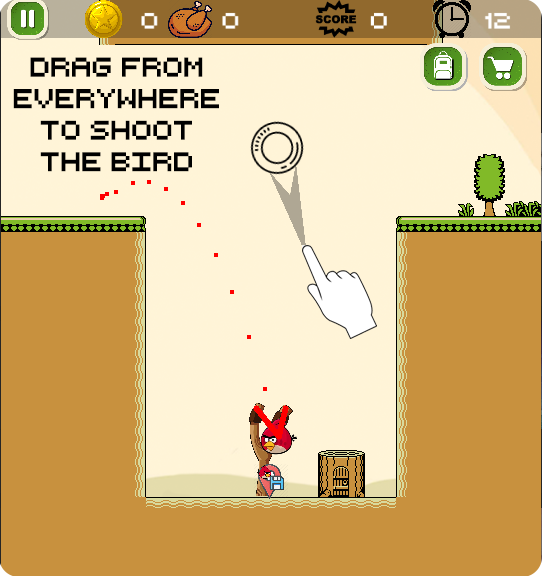 0 0 SCORE 0 12
DRAG FROM
EVERYWHERE
TO SHOOT
THE BIRD